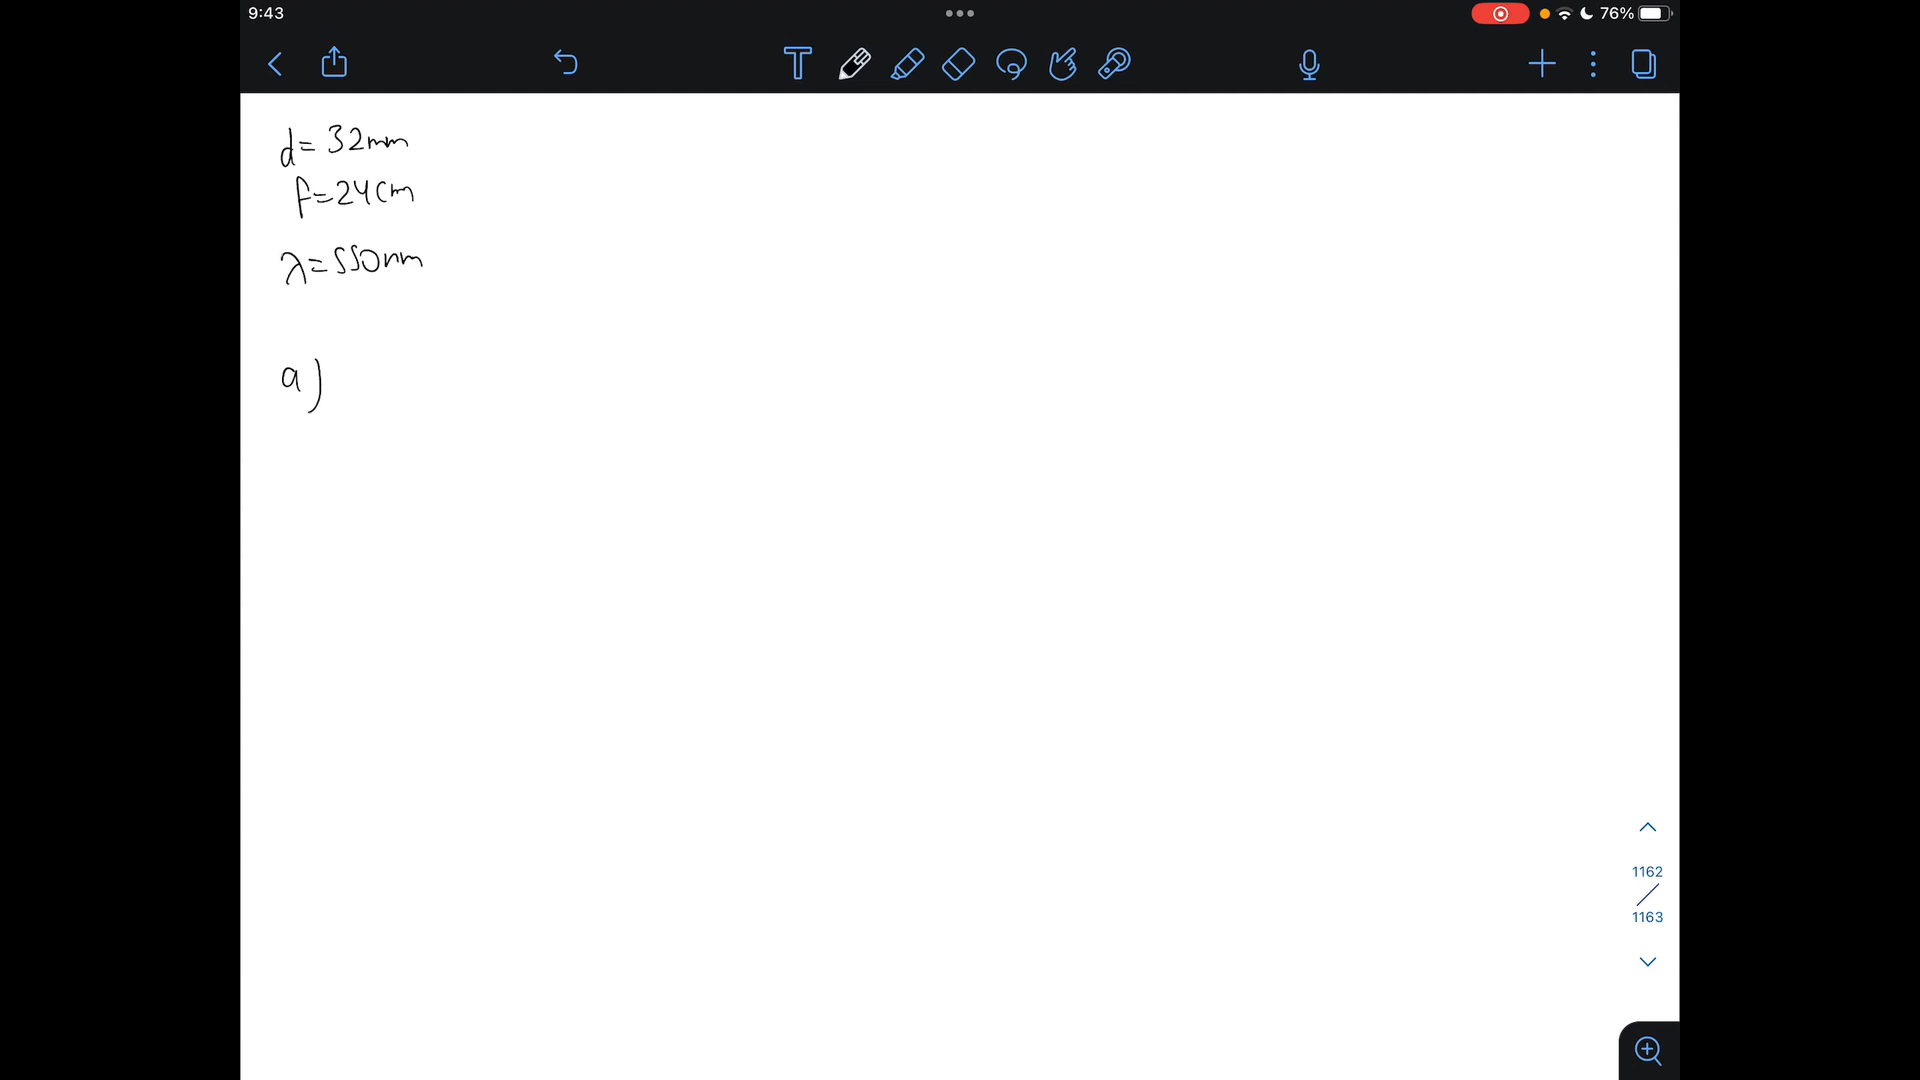 9:43
76%
T
d = 32mm
f = 24cm
λ = 550nm
a)
1162
1163